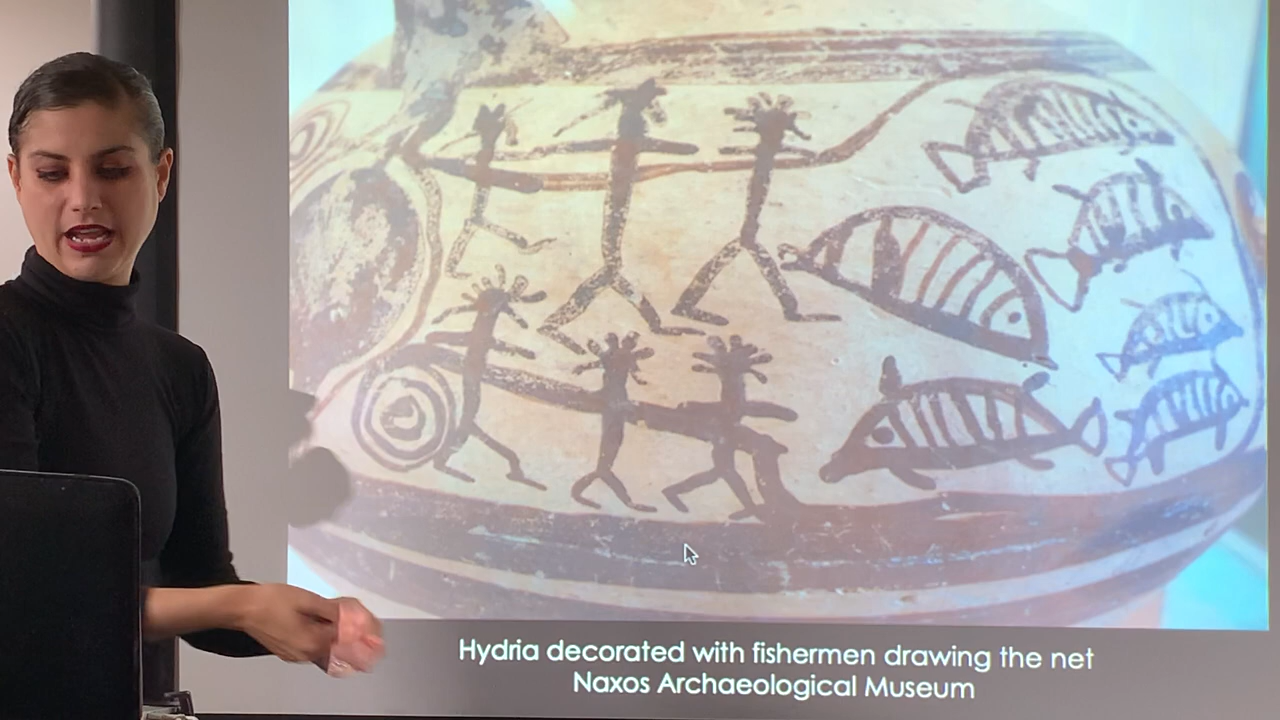 Hydria decorated with fishermen drawing the net
Naxos Archaeological Museum